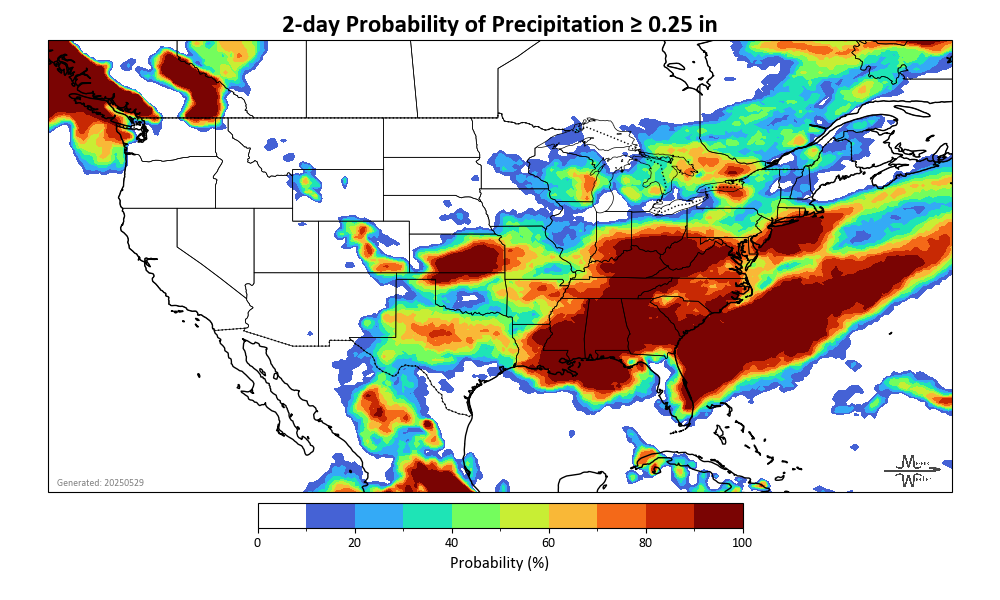 2-day Probability of Precipitation ≥ 0.25 in
Generated: 20250529
0 20 40 60 80 100
Probability (%)